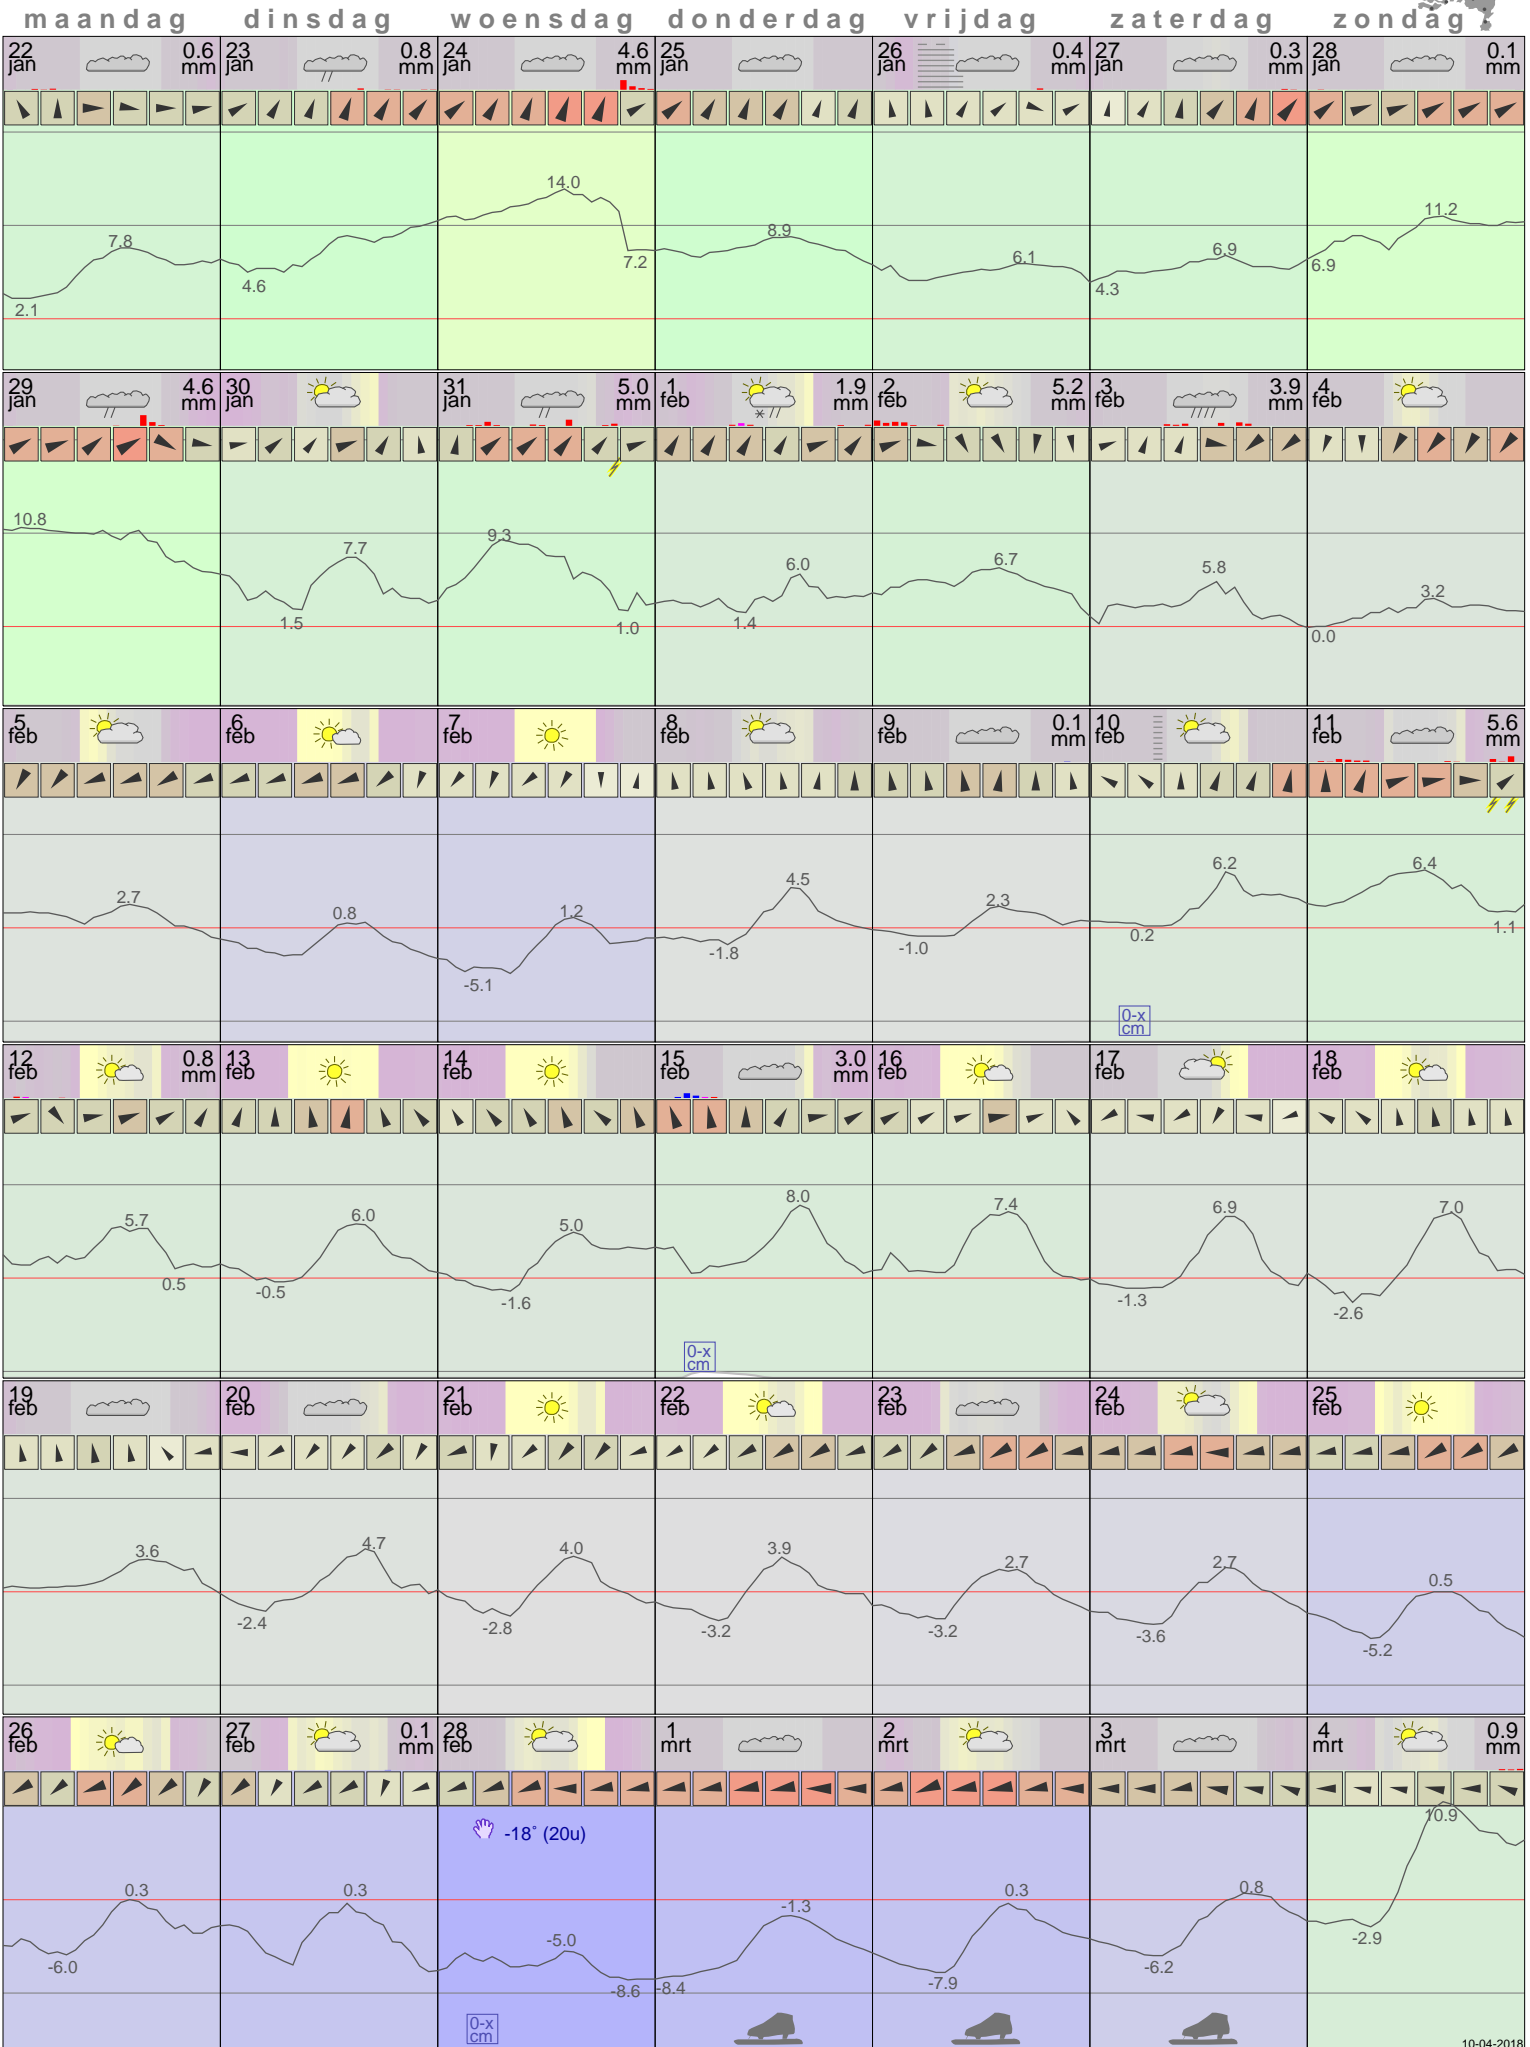 maandag dinsdag woensdag donderdag vrijdag zaterdag zondag
22 0.6 23 0.8 24 4.6 25 26 0.4 27 0.3 28 0.1
jan mm jan mm jan mm jan jan mm jan mm jan mm
14.0
7.8 8.9 6.1 6.9 11.2
2.1 4.6 7.2 4.3 6.9
29 4.6 30 31 5.0 1 1.9 2 5.2 3 3.9 4
jan mm jan jan mm feb mm feb mm feb mm feb
10.8 7.7 9.3 6.0 6.7 5.8 3.2
1.5 1.0 1.4 0.0
5 6 7 8 9 0.1 10 11 5.6
feb feb feb feb feb mm feb feb mm
2.7 0.8 1.2 4.5 2.3 6.2 6.4
-5.1 -1.8 -1.0 0.2 1.1
0-x
cm
12 0.8 13 14 15 3.0 16 17 18
feb mm feb feb feb mm feb feb feb
5.7 6.0 5.0 8.0 7.4 6.9 7.0
0.5 -0.5 -1.6 -1.3 -2.6
0-x
cm
19 20 21 22 23 24 25
feb feb feb feb feb feb feb
3.6 4.7 4.0 3.9 2.7 2.7 0.5
-2.4 -2.8 -3.2 -3.2 -3.6 -5.2
26 27 0.1 28 1 2 3 4 0.9
feb feb mm feb mrt mrt mrt mrt mm
-18° (20u)
0.3 0.3 -5.0 -1.3 0.3 0.8 10.9
-6.0 -8.6 -8.4 -7.9 -6.2 -2.9
0-x
cm
10-04-2018